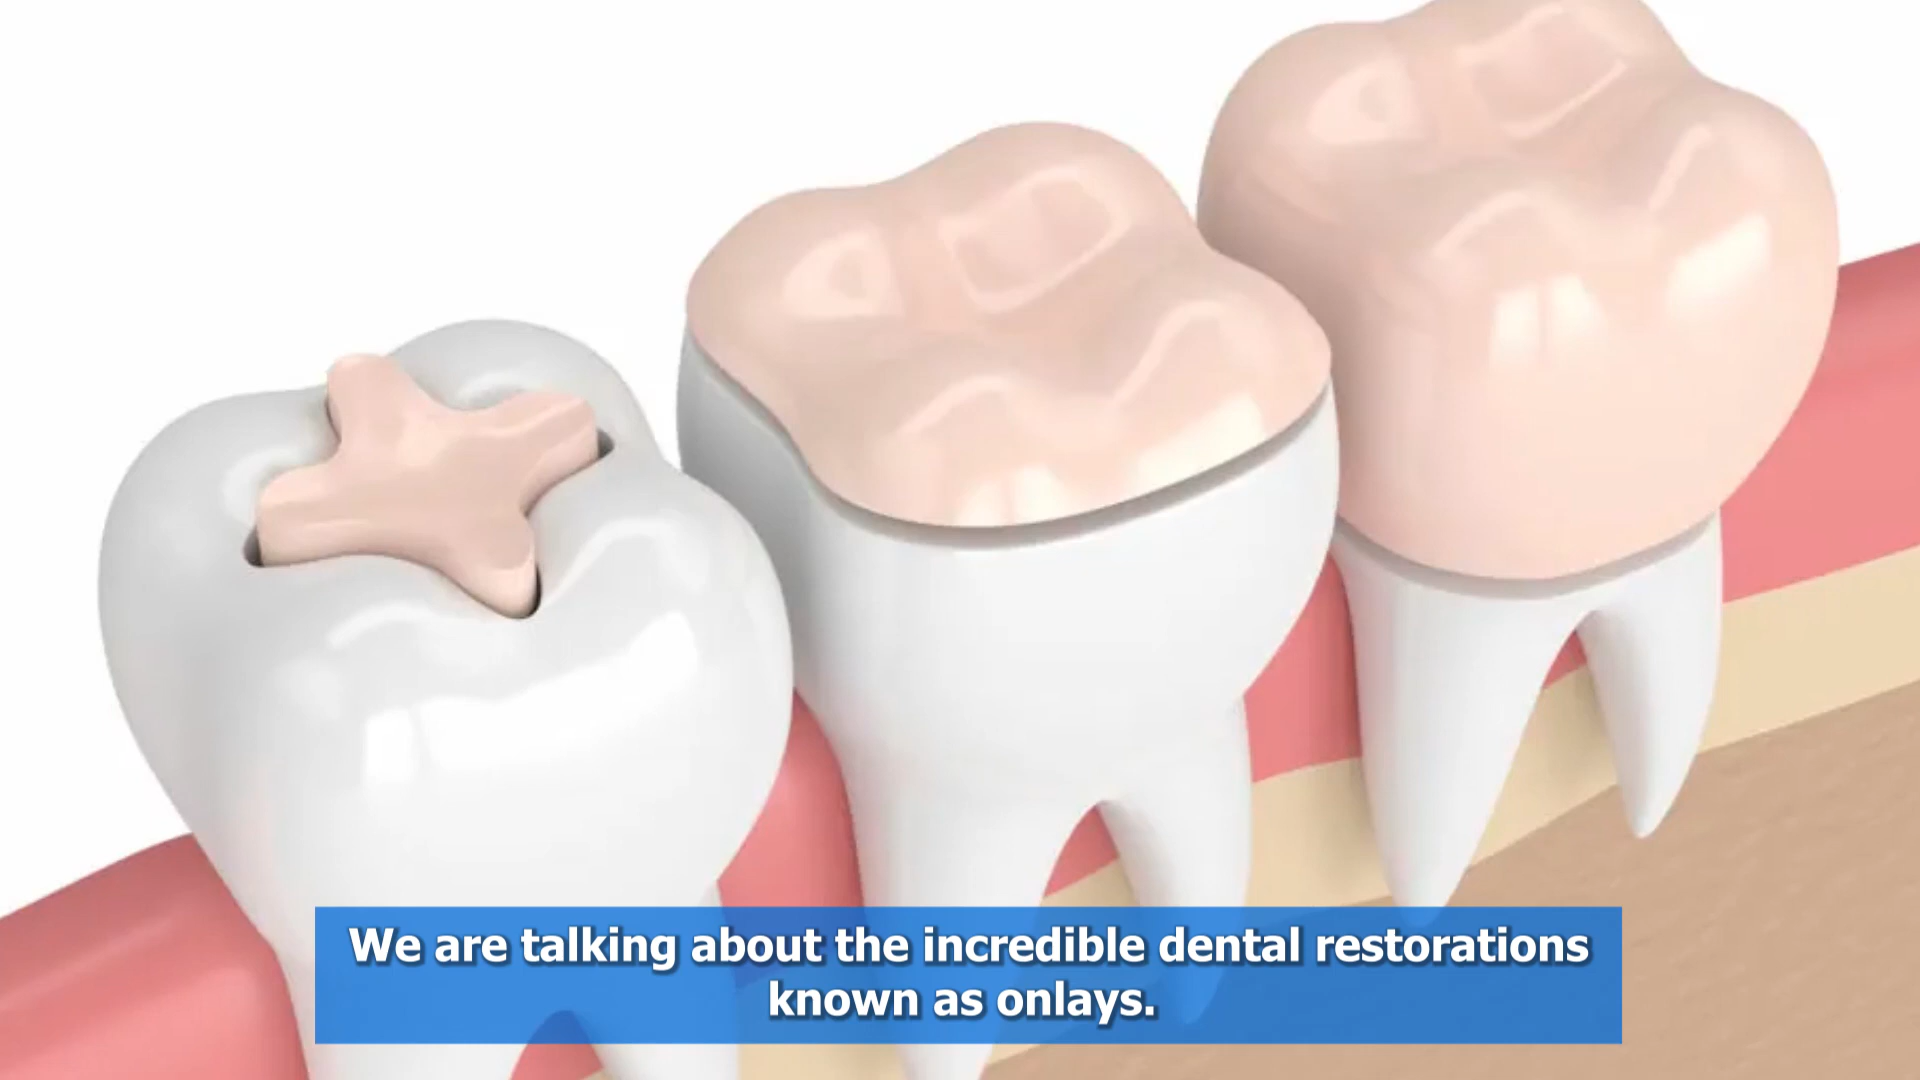 We are talking about the incredible dental restorations
known as onlays.